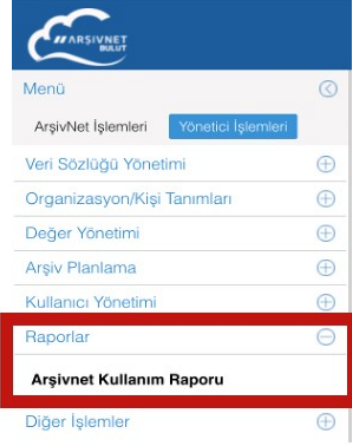 ARŞIVNET
BULUT
Menü
ArşivNet İşlemleri Yönetici İşlemleri
Veri Sözlüğü Yönetimi
Organizasyon/Kişi Tanımları
Değer Yönetimi
Arşiv Planlama
Kullanıcı Yönetimi
Raporlar
Arşivnet Kullanım Raporu
Diğer İşlemler